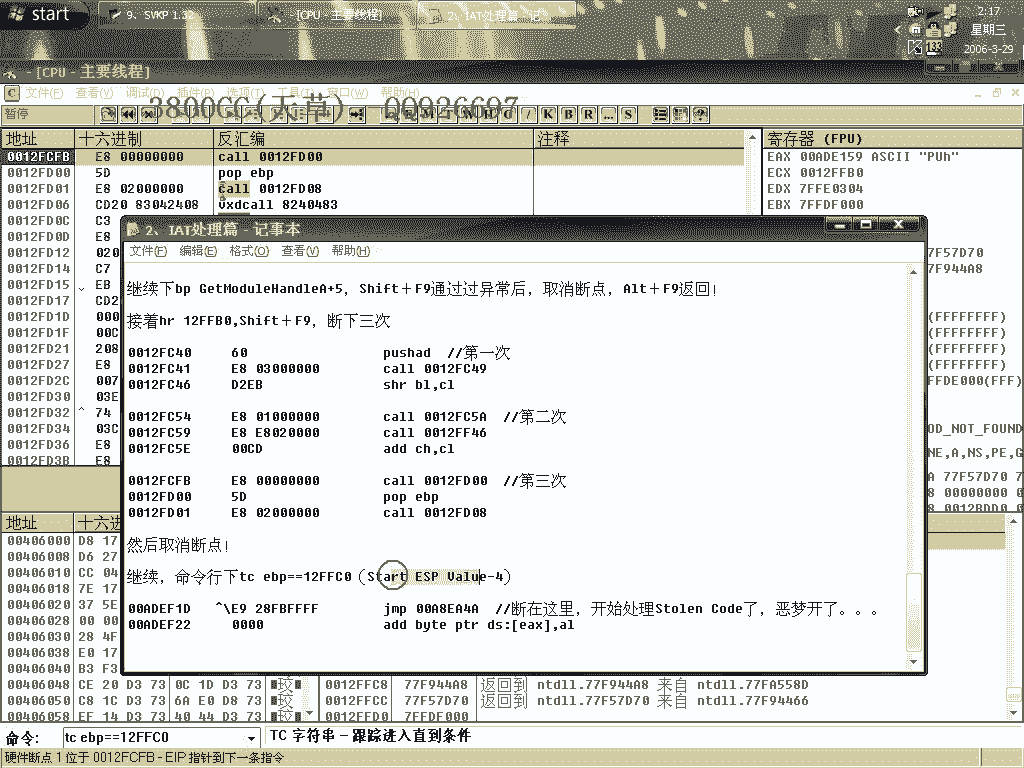 start
9、SVKP 1.32
- [CPU - 主要线程]
2、IAT处理篇 - 记
2:17
星期三
2006-3-29
- [CPU - 主要线程]
文件(F) 查看(V) 调试(D) 插件(P) 选项(T) 工具(I) 窗口(W) 帮助(H)
3800CC(天草) - QQ926697
暂停
K B R ... S
地址 十六进制 反汇编 注释 寄存器 (FPU)
0012FCFB E8 00000000 call 0012FD00 EAX 00ADE159 ASCII "PUh"
0012FD00 5D pop ebp ECX 0012FFB0
0012FD01 E8 02000000 call 0012FD08 EDX 7FFE0304
0012FD06 CD20 83042408 vxdcall 8240483 EBX 7FFDF000
0012FD0C C3
0012FD0D E8
0012FD12 020 7F57D70
0012FD14 C7 7F944A8
0012FD15 EB
0012FD17 CD2
0012FD1D 000 (FFFFFFFF)
0012FD1F 00C (FFFFFFFF)
0012FD21 208 (FFFFFFFF)
0012FD27 E8 (FFFFFFFF)
0012FD2C 007 FFDE000(FFF)
0012FD30 03E
0012FD32 ^ 74
0012FD34 03C OD_NOT_FOUND
0012FD36 E8 NE,A,NS,PE,G
0012FD3B E8 A 77F57D70 7
8 00000000 0
8 0012BDD0 0
2、IAT处理篇 - 记事本
文件(F) 编辑(E) 格式(O) 查看(V) 帮助(H)
继续下bp GetModuleHandleA+5, Shift+F9通过过异常后，取消断点，Alt+F9返回!
接着hr 12FFB0,Shift+F9，断下三次
0012FC40 60 pushad //第一次
0012FC41 E8 03000000 call 0012FC49
0012FC46 D2EB shr bl,cl
0012FC54 E8 01000000 call 0012FC5A //第二次
0012FC59 E8 E8020000 call 0012FF46
0012FC5E 00CD add ch,cl
0012FCFB E8 00000000 call 0012FD00 //第三次
0012FD00 5D pop ebp
0012FD01 E8 02000000 call 0012FD08
然后取消断点!
继续，命令行下tc ebp==12FFC0 (Start ESP Value-4)
00ADEF1D ^\E9 28FBFFFF jmp 00A8EA4A //断在这里，开始处理Stolen Code了，恶梦开了。。。
00ADEF22 0000 add byte ptr ds:[eax],al
地址 十六进
00406000 D8 17
00406008 D6 27
00406010 CC 04
00406018 7E 17
00406020 37 5E
00406028 00 00
00406030 28 4F
00406038 E0 17
00406040 B3 F3
00406048 CE 20 D3 73 0C 1D D3 73 0012FFC8 77F944A8 返回到 ntdll.77F944A8 来自 ntdll.77FA558D
00406050 C8 1C D3 73 6A E0 D8 73 0012FFCC 77F57D70 返回到 ntdll.77F57D70 来自 ntdll.77F94466
00406058 EF 14 D3 73 40 44 D3 73 0012FFD0 7FFDF000
命令: tc ebp==12FFC0 TC 字符串 - 跟踪进入直到条件
硬件断点 1 位于 0012FCFB - EIP 指针到下一条指令